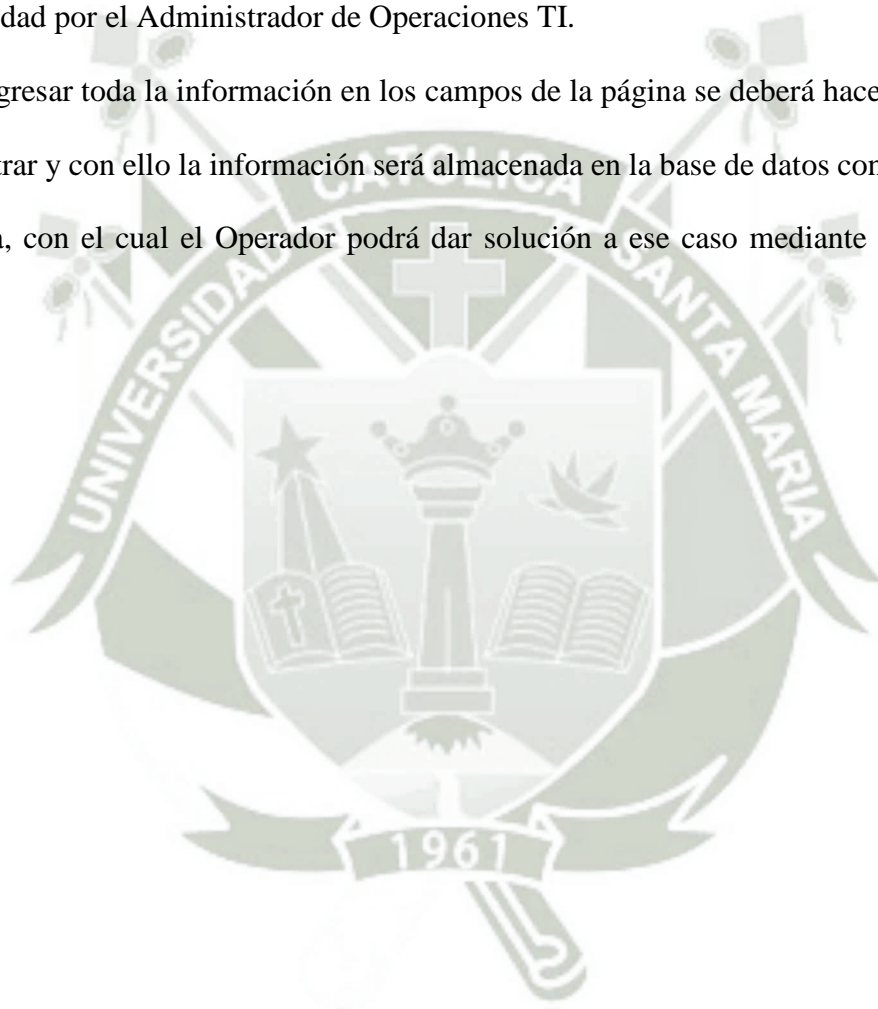 dad por el Administrador de Operaciones TI.
gresar toda la información en los campos de la página se deberá hace
trar y con ello la información será almacenada en la base de datos con
, con el cual el Operador podrá dar solución a ese caso mediante
UNIVERSIDAD CATOLICA SANTA MARIA
1961